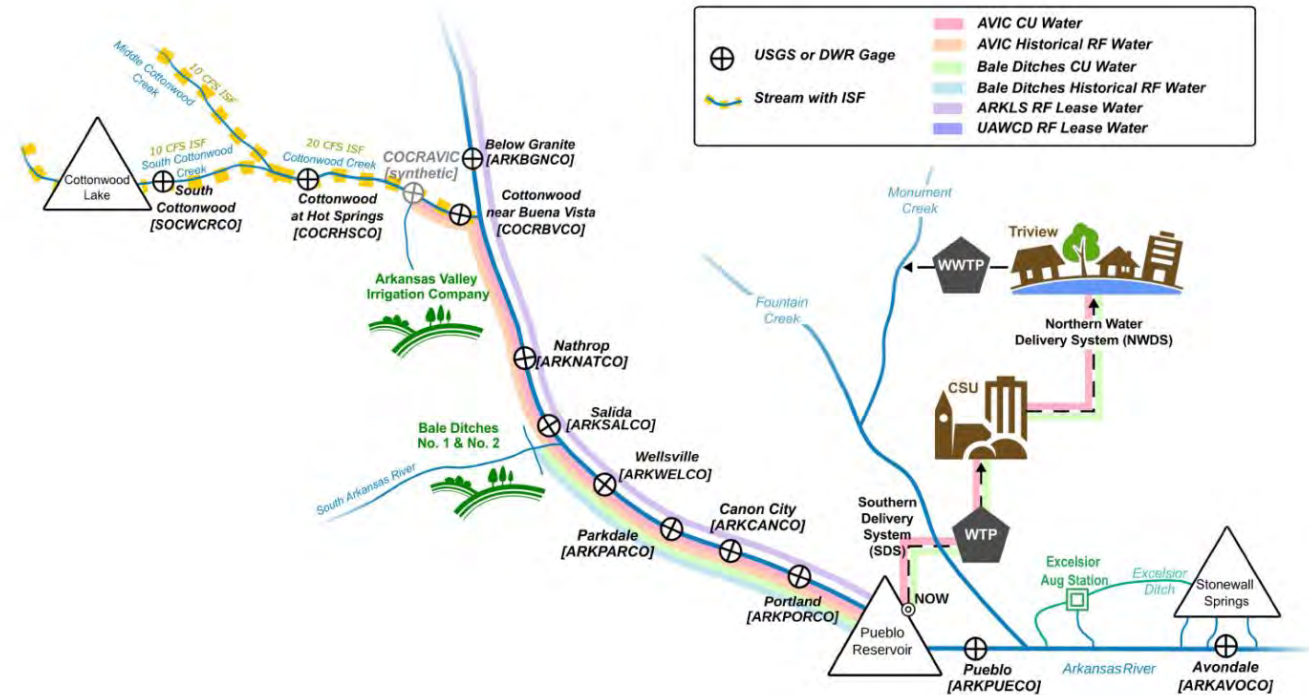 USGS or DWR Gage
Stream with ISF
AVIC CU Water
AVIC Historical RF Water
Bale Ditches CU Water
Bale Ditches Historical RF Water
ARKLS RF Lease Water
UAWCD RF Lease Water
Middle Cottonwood
Creek
10 CFS ISF
10 CFS ISF
South Cottonwood
Creek
20 CFS ISF
Cottonwood Creek
Cottonwood
Lake
South
Cottonwood
[SOCWCRCO]
Cottonwood
at Hot Springs
[COCRHSCO]
COCRAVIC
[synthetic]
Below Granite
[ARKBGNCO]
Cottonwood
near Buena Vista
[COCRBVCO]
Arkansas Valley
Irrigation Company
Nathrop
[ARKNATCO]
Salida
[ARKSALCO]
Bale Ditches
No. 1 & No. 2
South Arkansas River
Wellsville
[ARKWELCO]
Parkdale
[ARKPARCO]
Canon City
[ARKCANCO]
Portland
[ARKPORCO]
Monument
Creek
Fountain
Creek
Triview
WWTP
Northern Water
Delivery System (NWDS)
CSU
Southern
Delivery
System
(SDS)
WTP
NOW
Pueblo
Reservoir
Excelsior
Aug Station
Excelsior
Ditch
Stonewall
Springs
Pueblo
[ARKPUECO]
Arkansas River
Avondale
[ARKAVOCO]